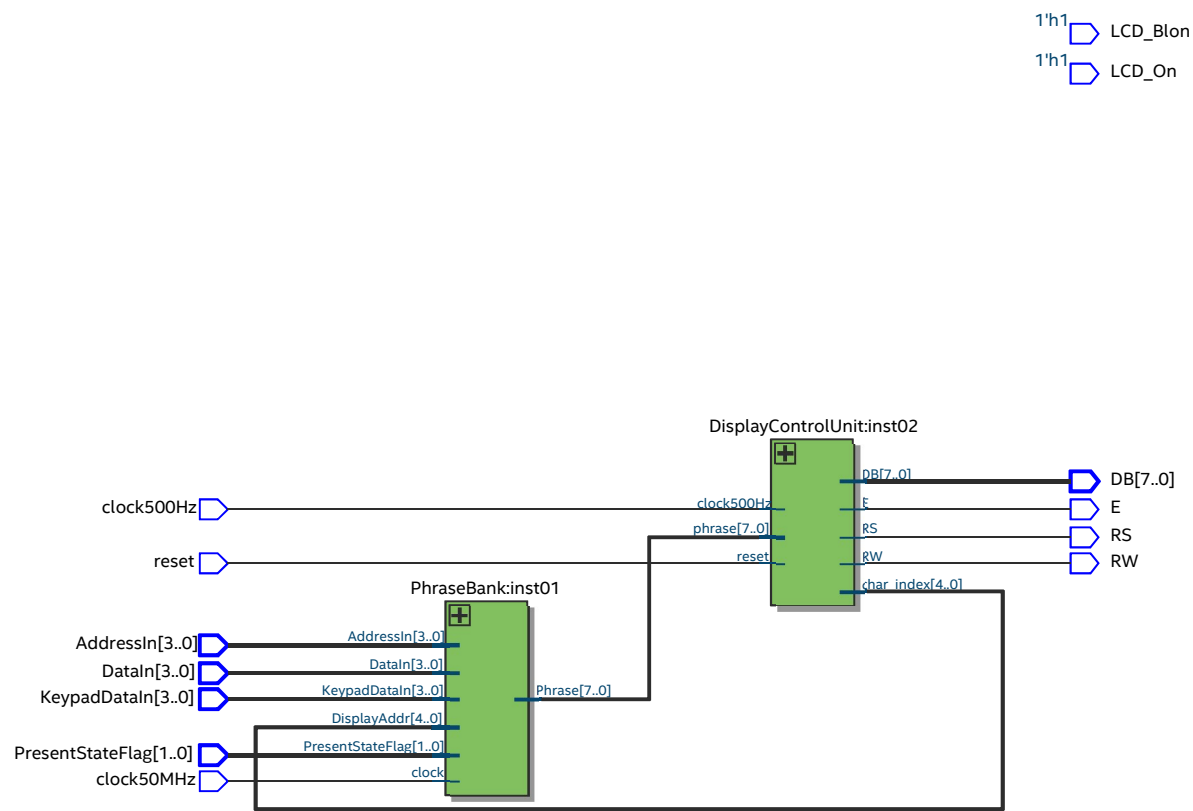 1'h1
LCD_Blon
1'h1
LCD_On
DisplayControlUnit:inst02
DB[7..0]
DB[7..0]
clock500Hz
clock500Hz
E
E
phrase[7..0]
RS
RS
reset
reset
RW
RW
char_index[4..0]
PhraseBank:inst01
AddressIn[3..0]
AddressIn[3..0]
DataIn[3..0]
DataIn[3..0]
KeypadDataIn[3..0]
KeypadDataIn[3..0]
Phrase[7..0]
DisplayAddr[4..0]
PresentStateFlag[1..0]
PresentStateFlag[1..0]
clock50MHz
clock